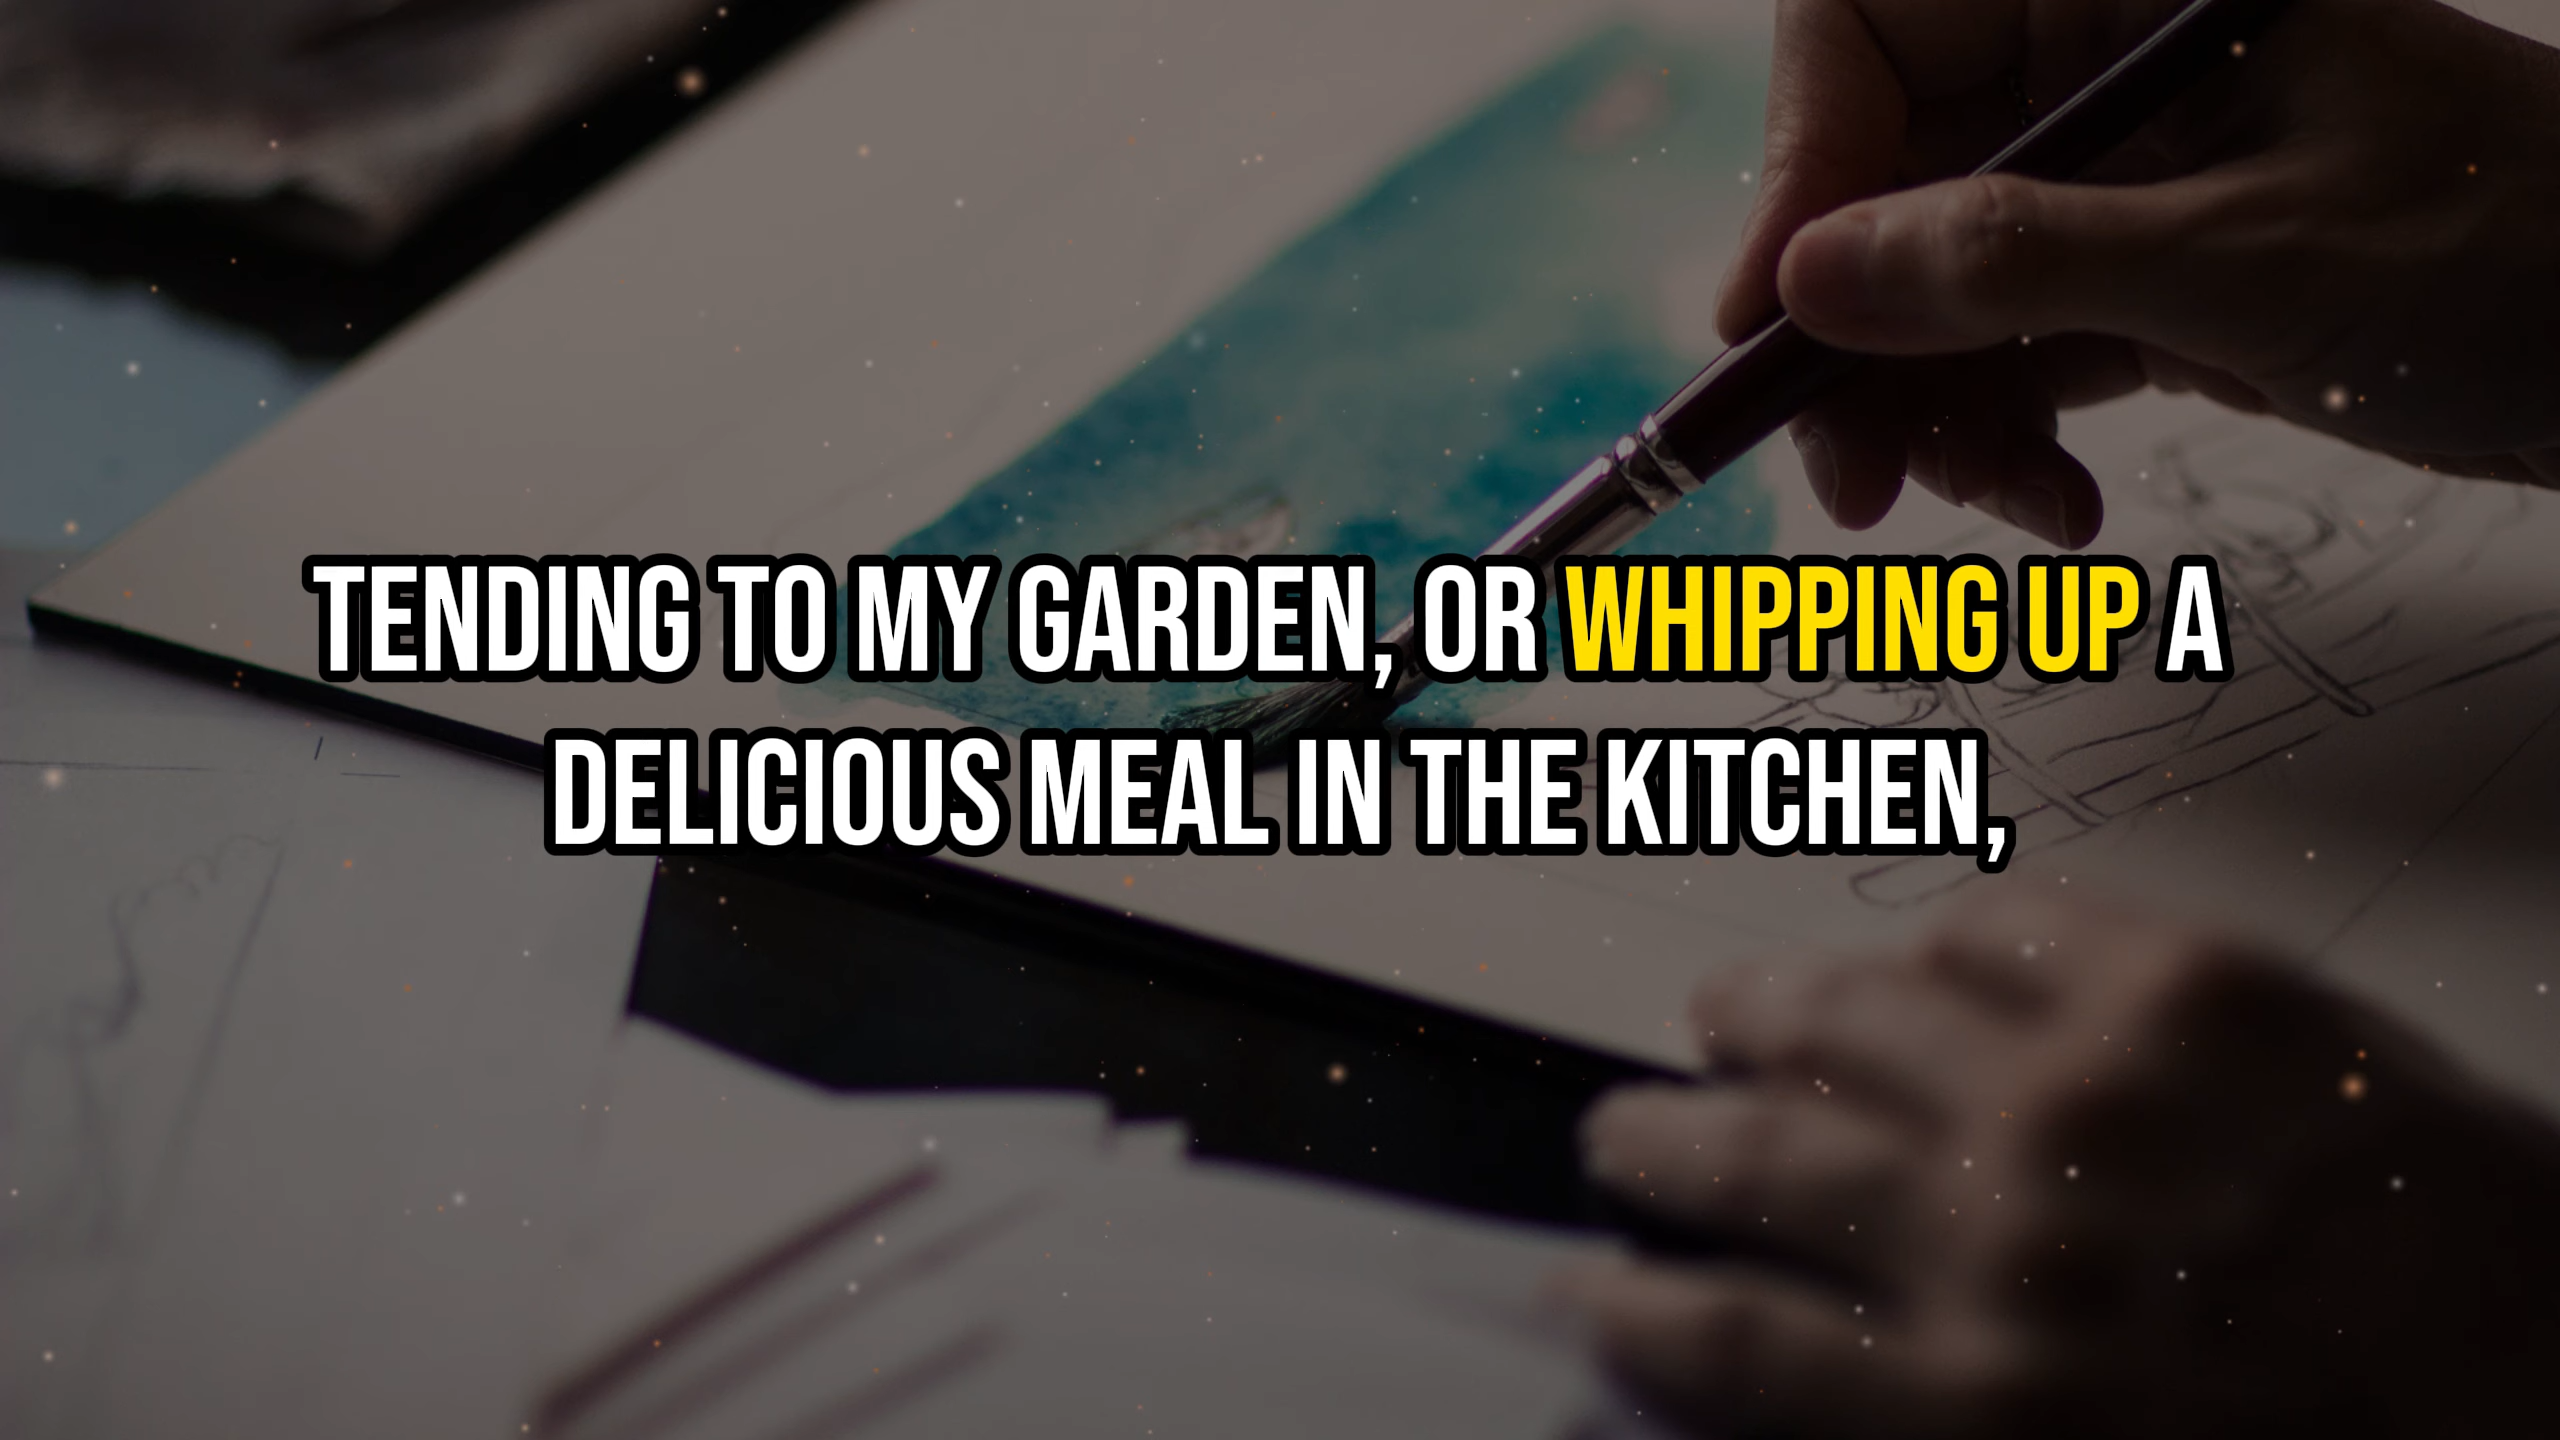 TENDING TO MY GARDEN, OR WHIPPING UP A
DELICIOUS MEAL IN THE KITCHEN,